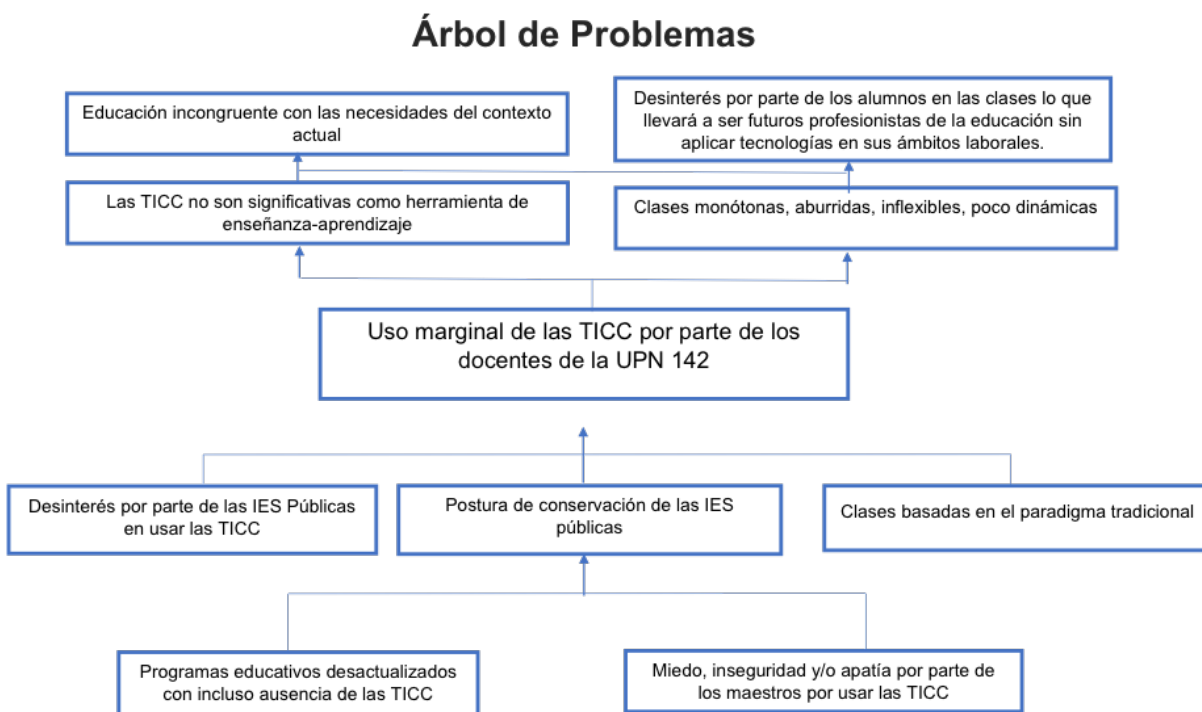 Árbol de Problemas
Educación incongruente con las necesidades del contexto
actual
Desinterés por parte de los alumnos en las clases lo que
llevará a ser futuros profesionistas de la educación sin
aplicar tecnologías en sus ámbitos laborales.
Las TICC no son significativas como herramienta de
enseñanza-aprendizaje
Clases monótonas, aburridas, inflexibles, poco dinámicas
Uso marginal de las TICC por parte de los
docentes de la UPN 142
Desinterés por parte de las IES Públicas
en usar las TICC
Postura de conservación de las IES
públicas
Clases basadas en el paradigma tradicional
Programas educativos desactualizados
con incluso ausencia de las TICC
Miedo, inseguridad y/o apatía por parte de
los maestros por usar las TICC